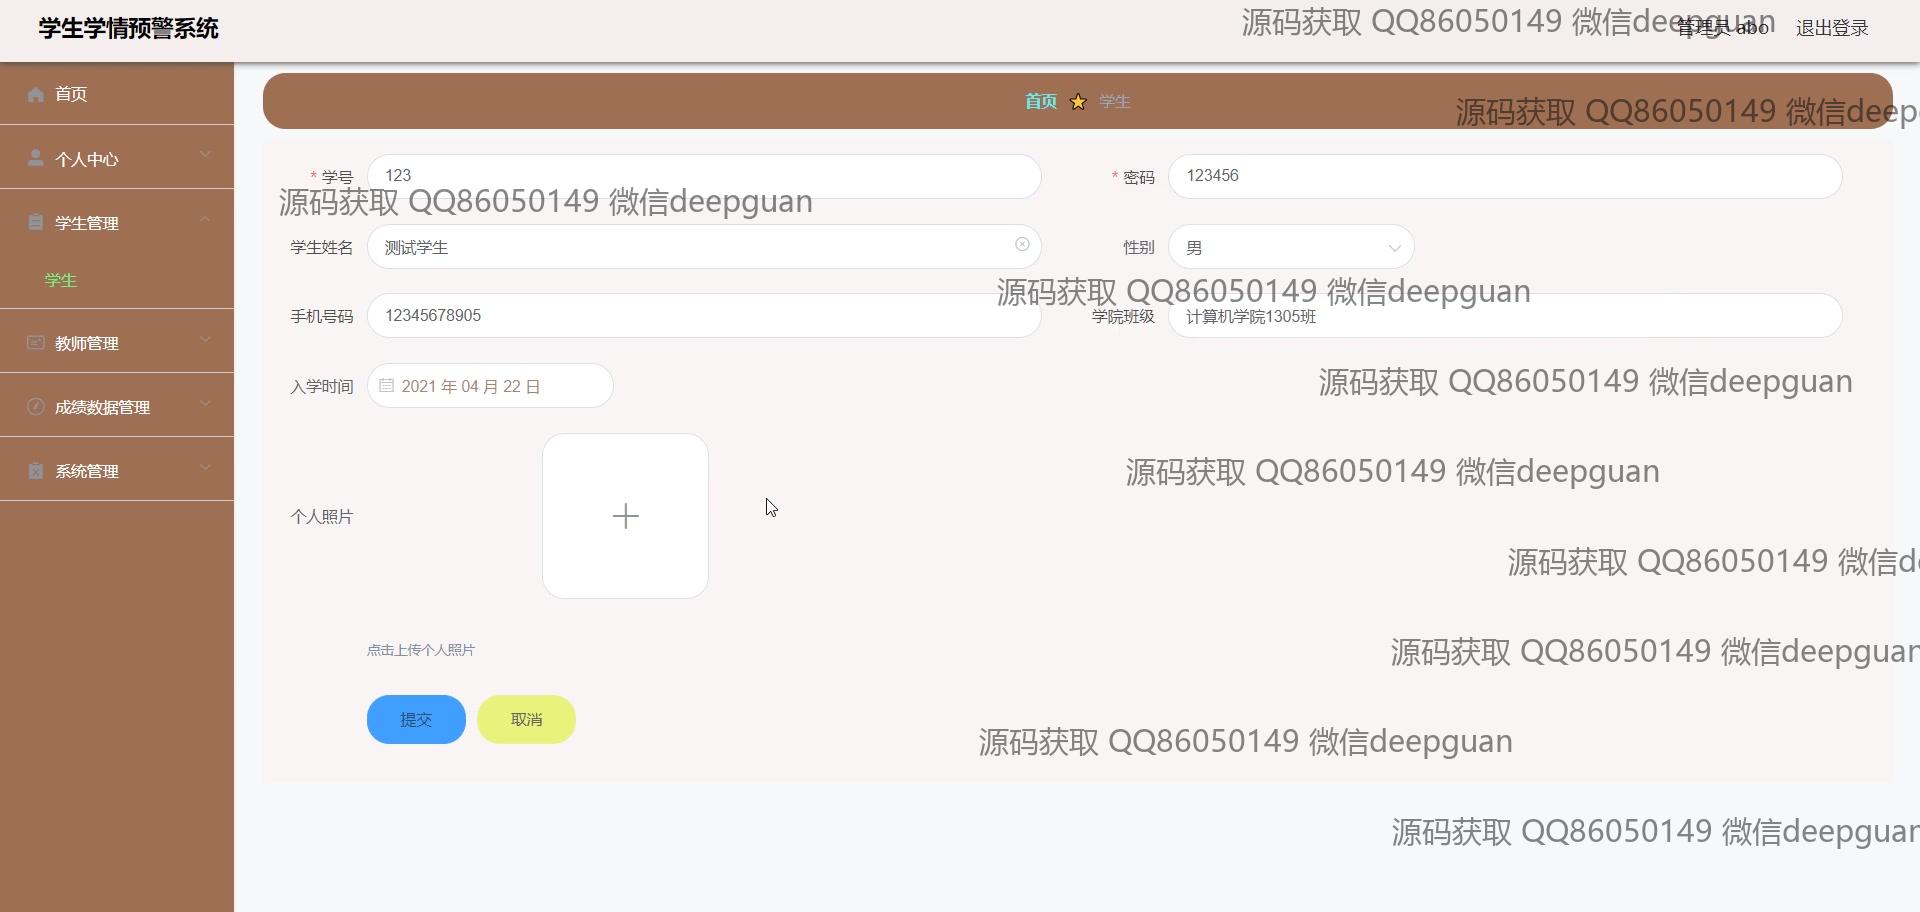 学生学情预警系统
源码获取 QQ86050149 微信deepguan
管理员 abo
退出登录
首页
首页
学生
源码获取 QQ86050149 微信deep
个人中心
* 学号
123
* 密码
123456
源码获取 QQ86050149 微信deepguan
学生管理
学生姓名
测试学生
性别
男
学生
源码获取 QQ86050149 微信deepguan
手机号码
12345678905
学院班级
计算机学院1305班
教师管理
入学时间
2021 年 04 月 22 日
源码获取 QQ86050149 微信deepguan
成绩数据管理
系统管理
源码获取 QQ86050149 微信deepguan
个人照片
源码获取 QQ86050149 微信d
点击上传个人照片
源码获取 QQ86050149 微信deepguan
提交
取消
源码获取 QQ86050149 微信deepguan
源码获取 QQ86050149 微信deepguan